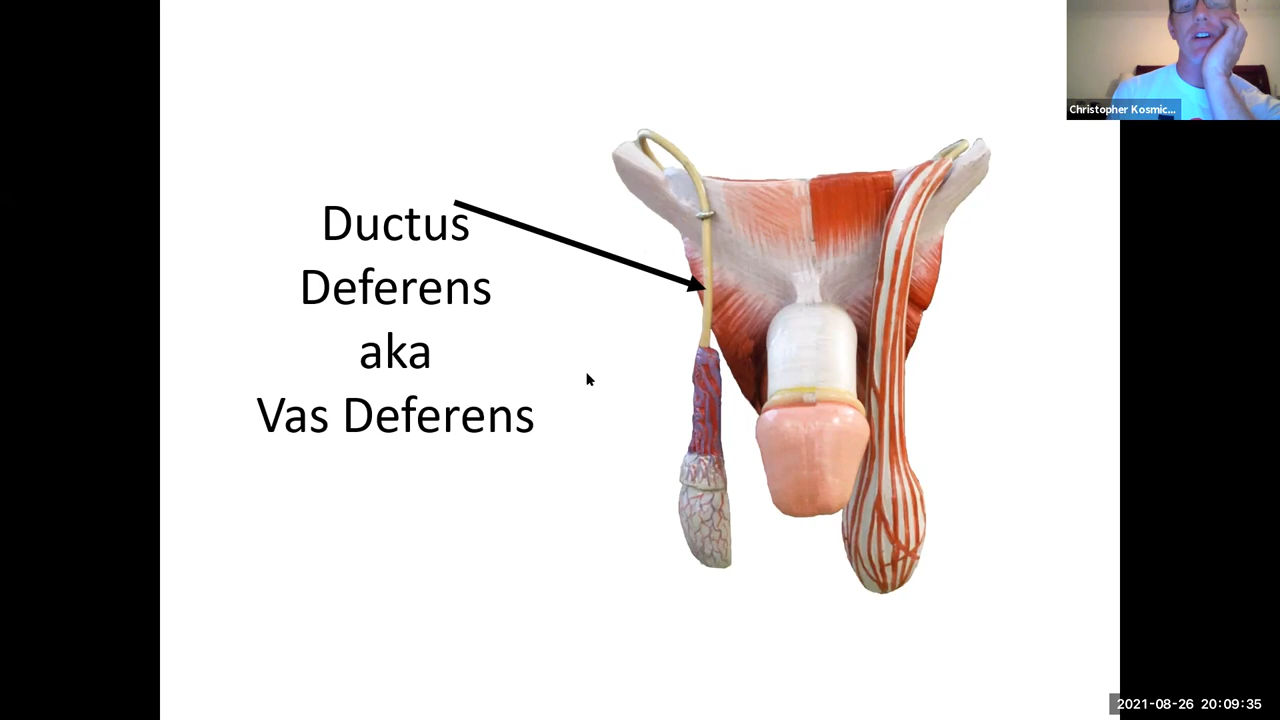 Christopher Kosmic...
Ductus
Deferens
aka
Vas Deferens
2021-08-26 20:09:35